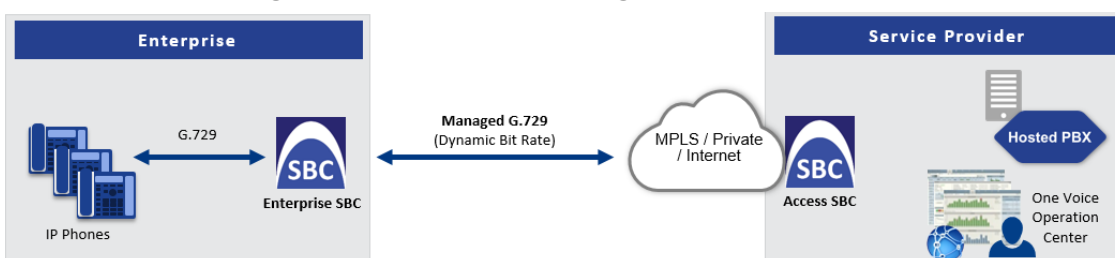 Enterprise
Service Provider
G.729
Managed G.729
(Dynamic Bit Rate)
MPLS / Private
/ Internet
Hosted PBX
SBC
SBC
Enterprise SBC
Access SBC
IP Phones
One Voice
Operation
Center